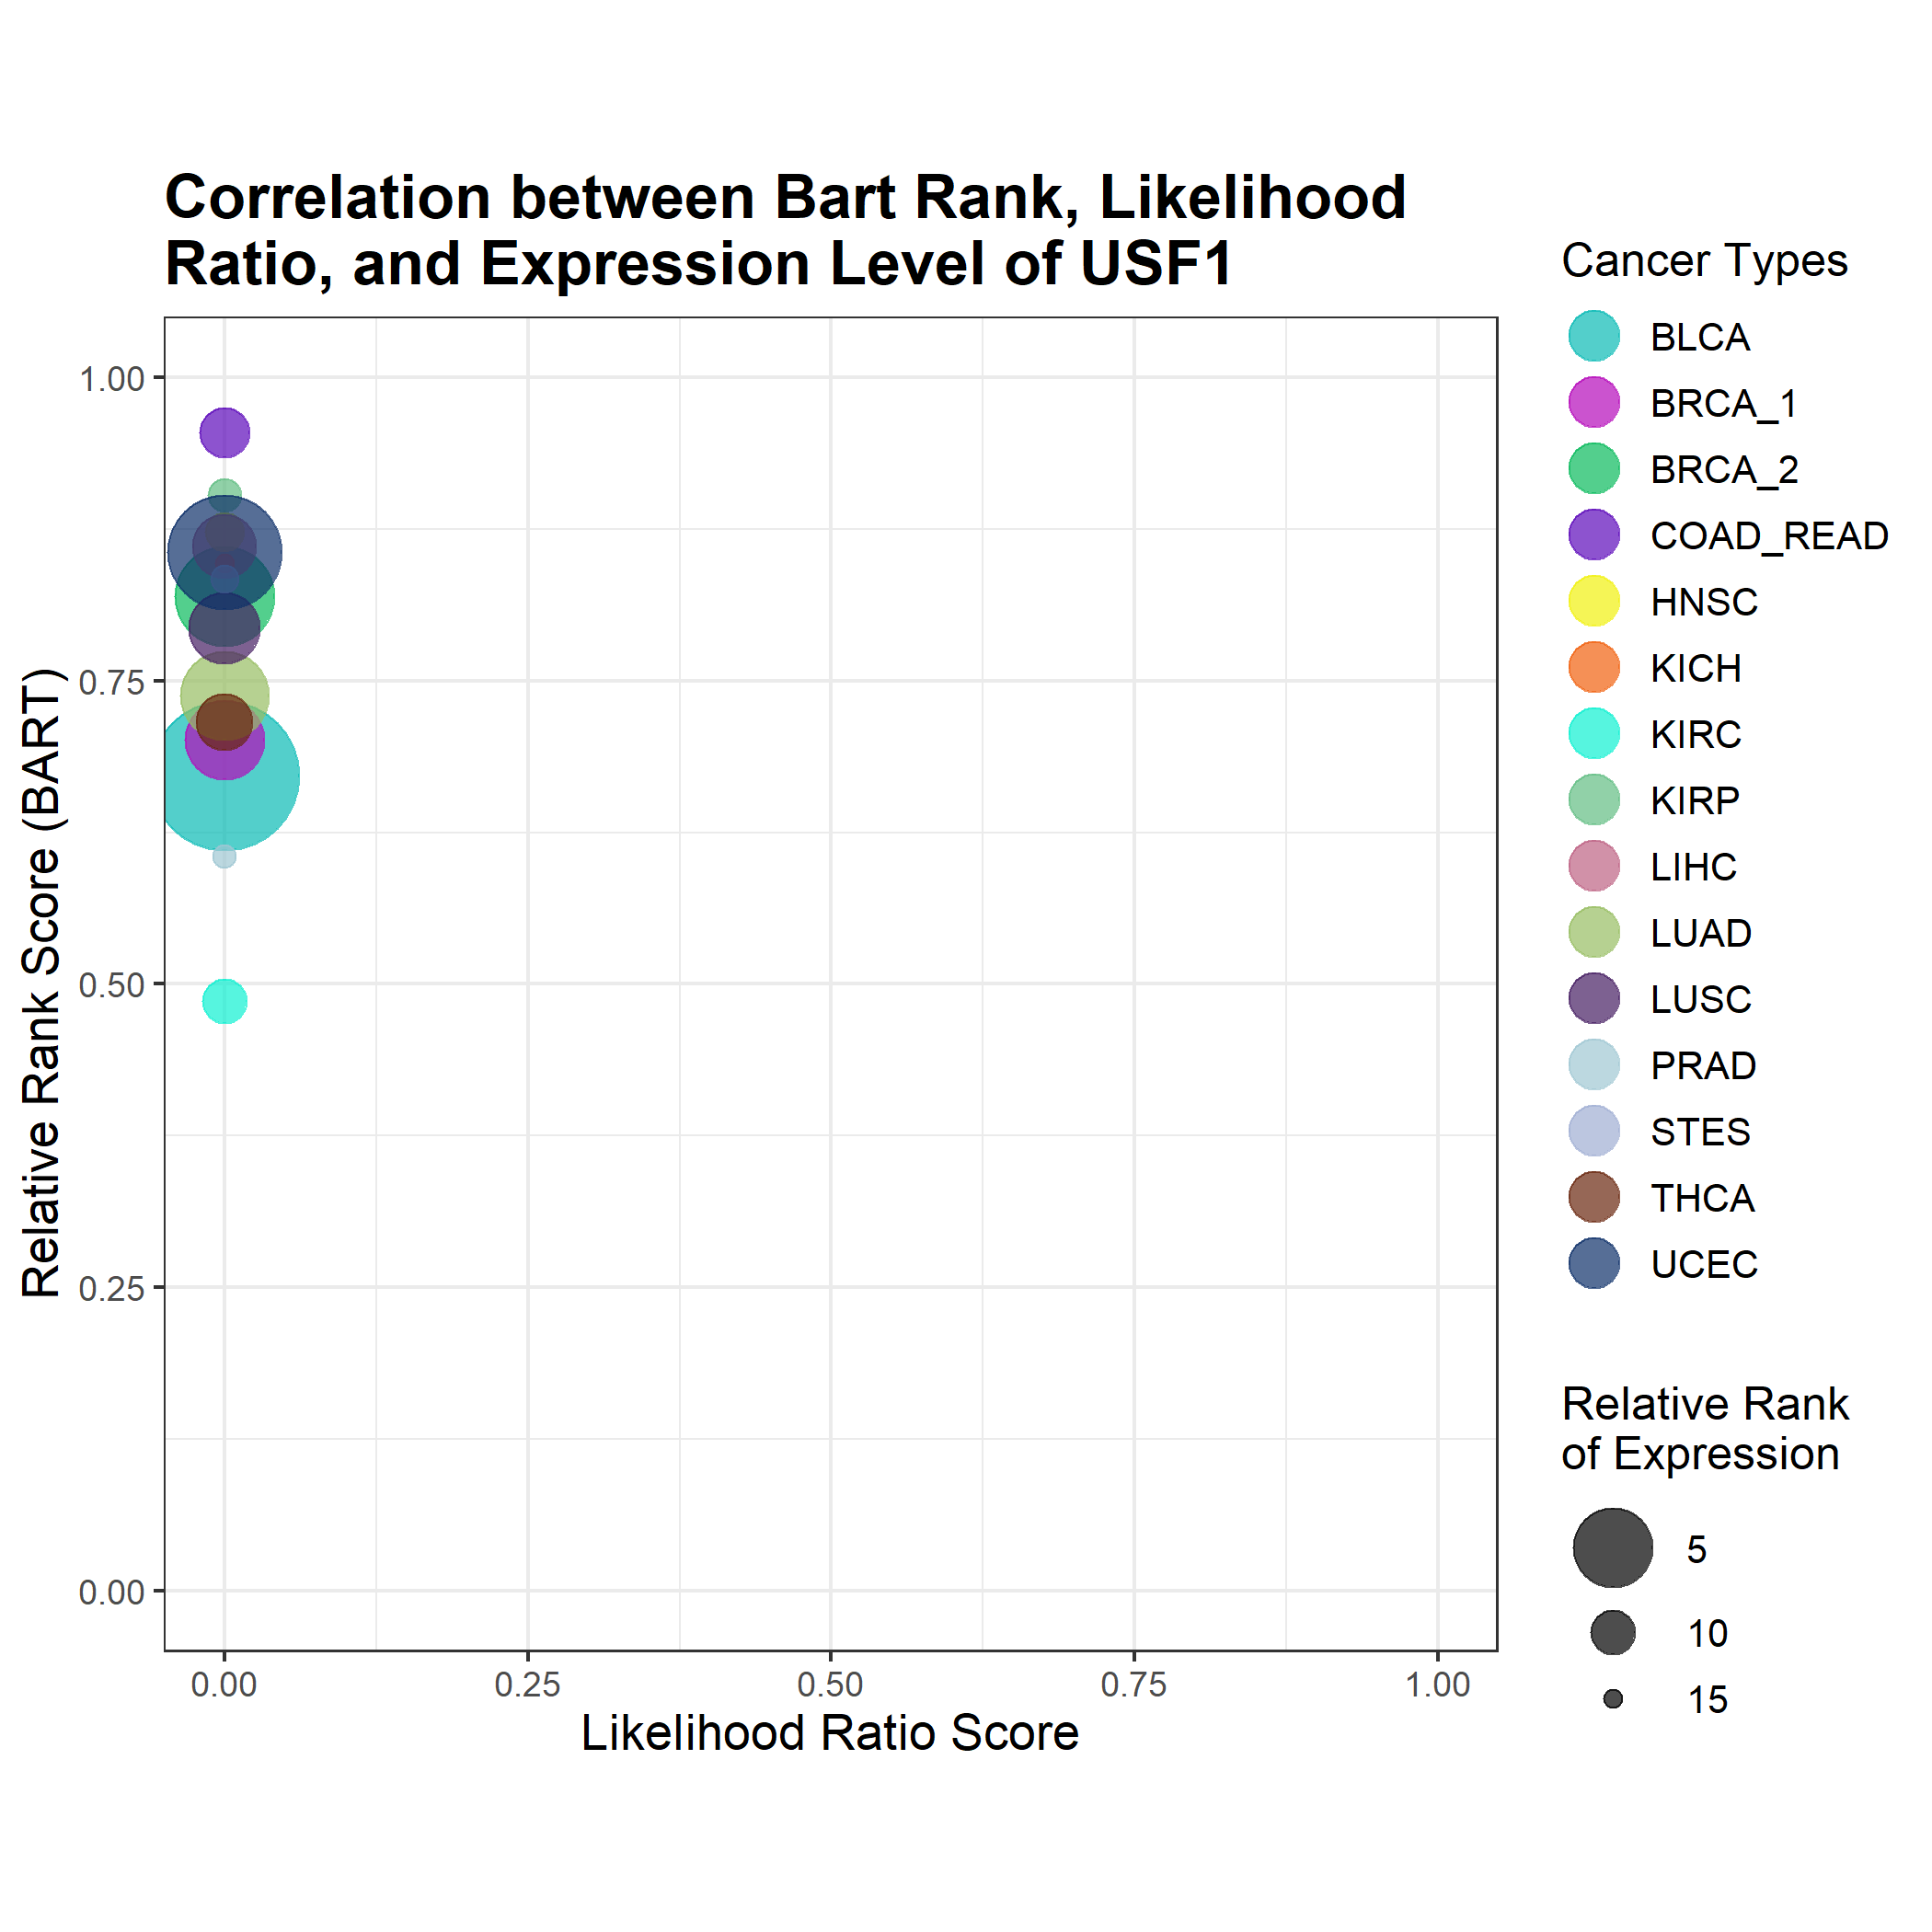 Correlation between Bart Rank, Likelihood
Ratio, and Expression Level of USF1
Relative Rank Score (BART)
1.00
0.75
0.50
0.25
0.00
0.00
0.25
0.50
0.75
1.00
Likelihood Ratio Score
Cancer Types
BLCA
BRCA_1
BRCA_2
COAD_READ
HNSC
KICH
KIRC
KIRP
LIHC
LUAD
LUSC
PRAD
STES
THCA
UCEC
Relative Rank
of Expression
5
10
15